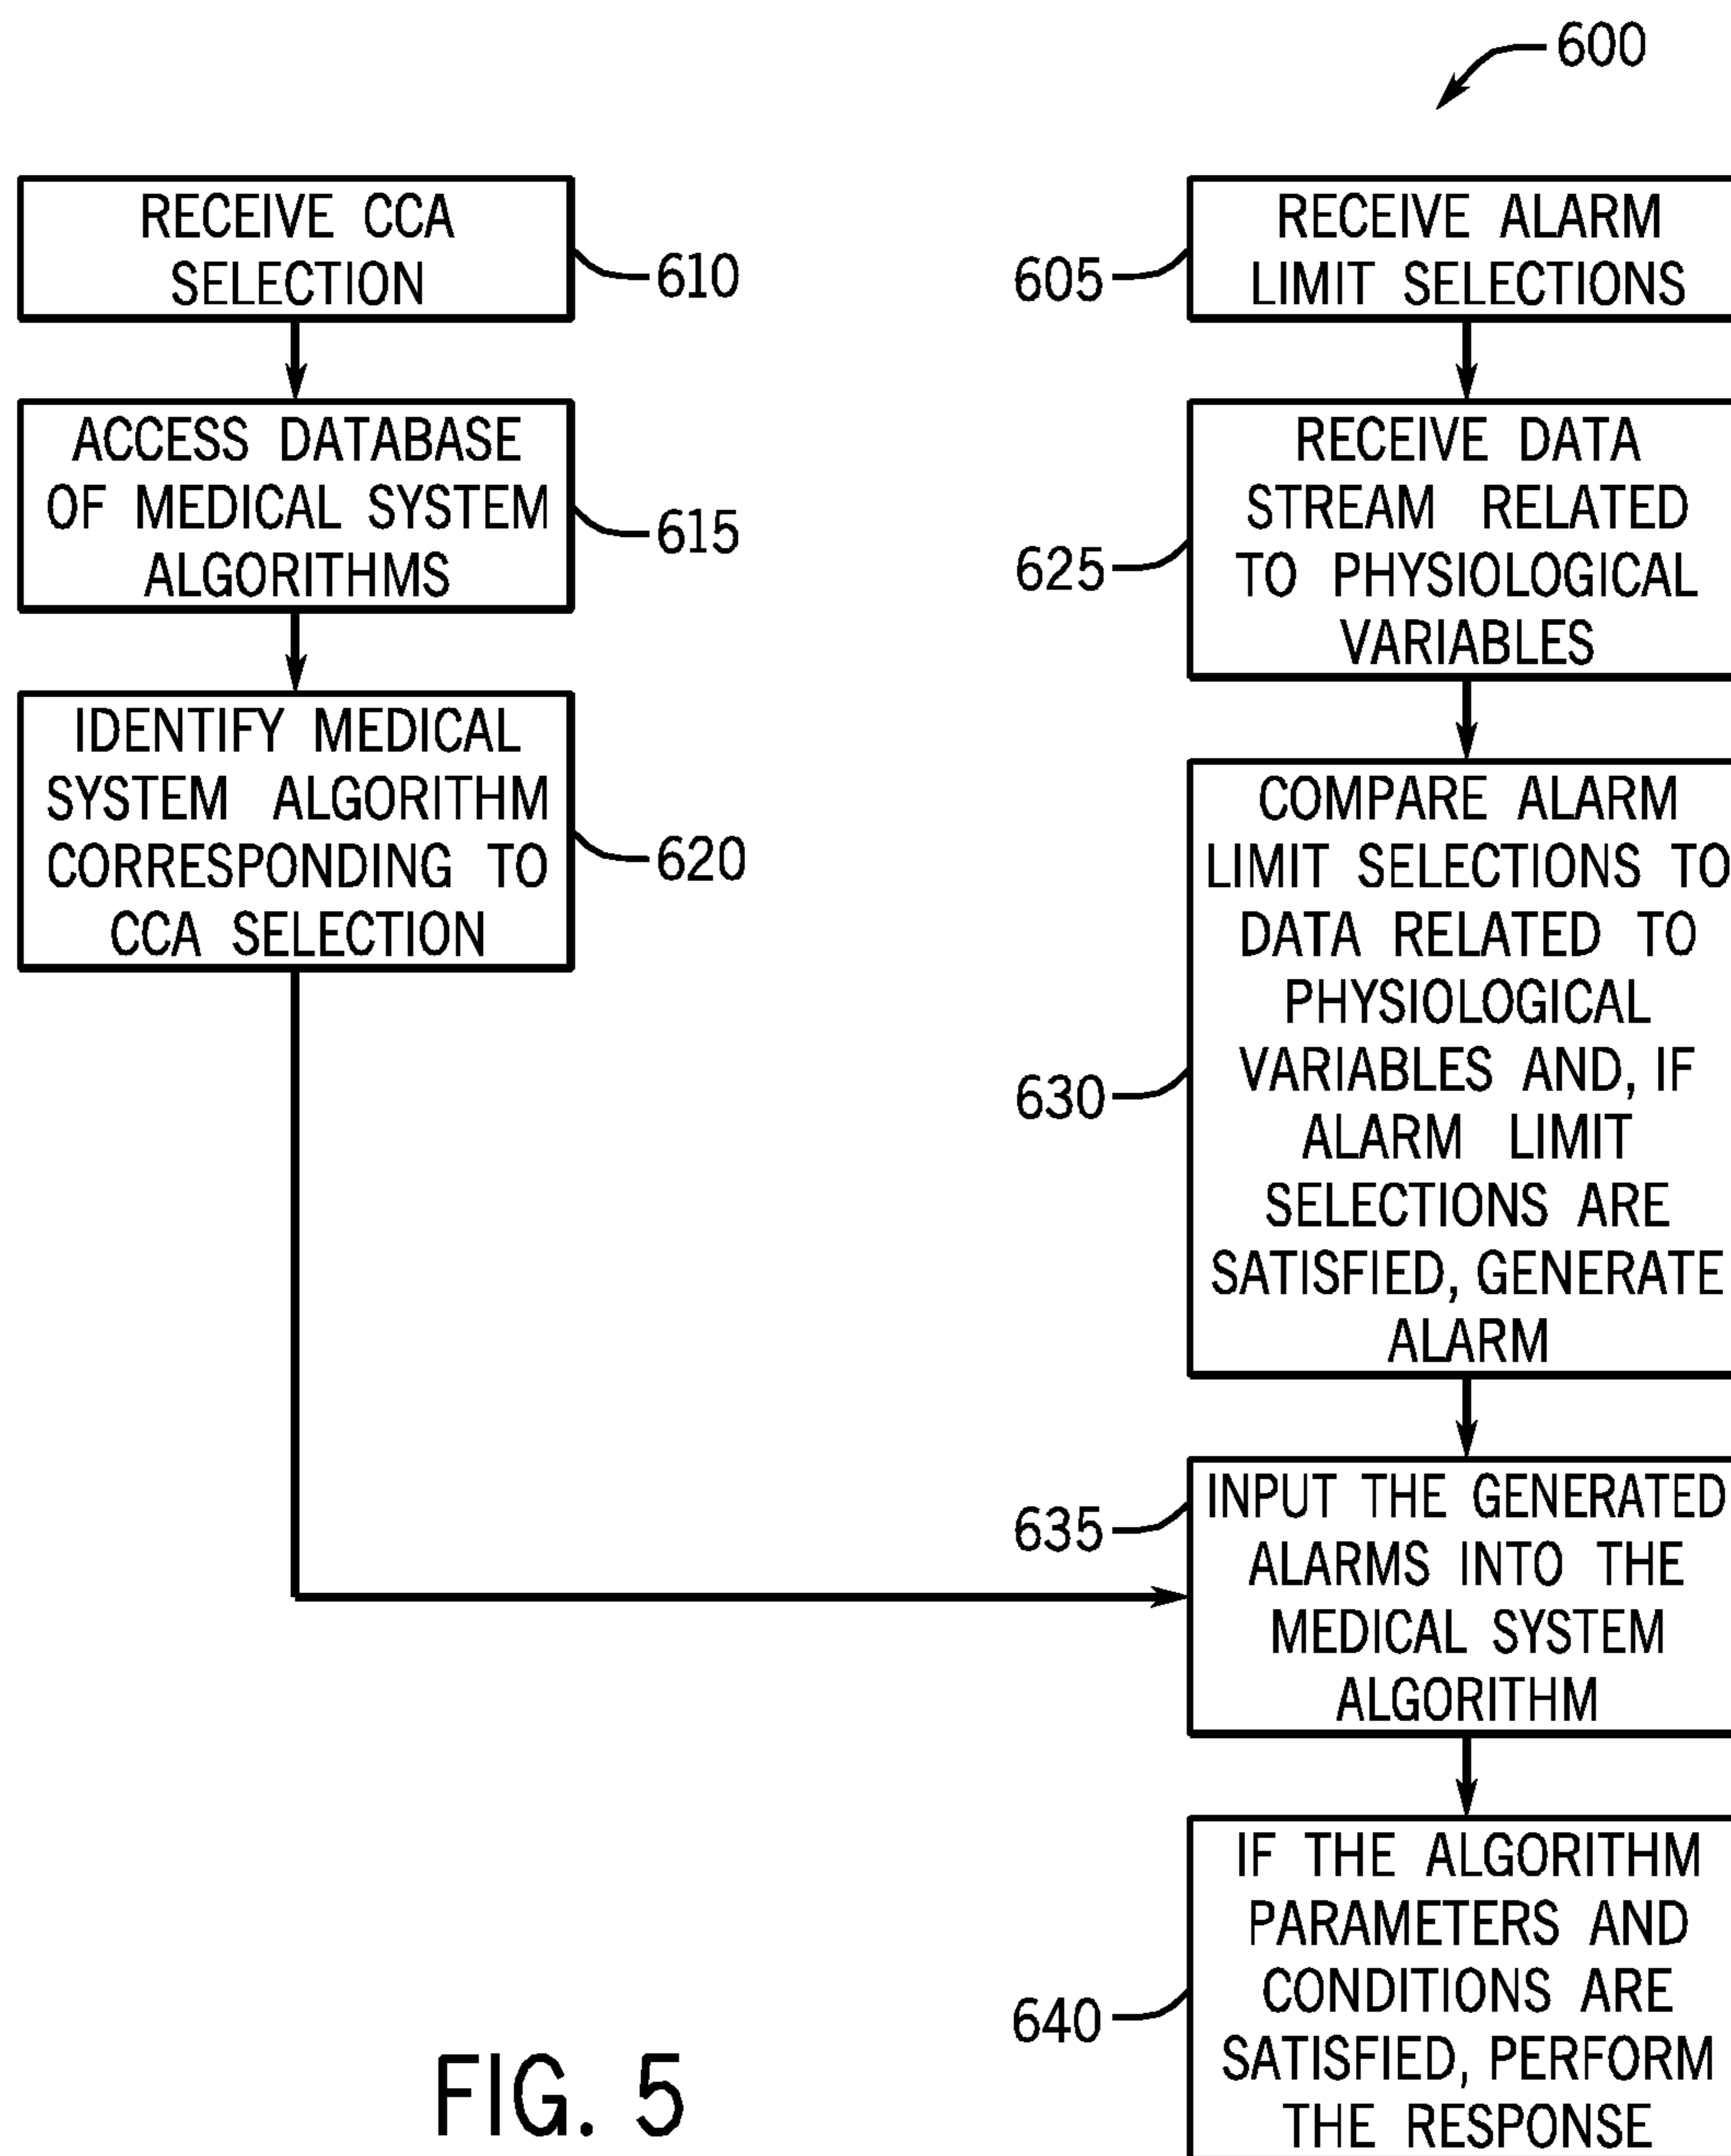 600
RECEIVE CCA
SELECTION
610
ACCESS DATABASE
OF MEDICAL SYSTEM
ALGORITHMS
615
IDENTIFY MEDICAL
SYSTEM ALGORITHM
CORRESPONDING TO
CCA SELECTION
620
RECEIVE ALARM
LIMIT SELECTIONS
605
RECEIVE DATA
STREAM RELATED
TO PHYSIOLOGICAL
VARIABLES
625
COMPARE ALARM
LIMIT SELECTIONS TO
DATA RELATED TO
PHYSIOLOGICAL
VARIABLES AND, IF
ALARM LIMIT
SELECTIONS ARE
SATISFIED, GENERATE
ALARM
630
INPUT THE GENERATED
ALARMS INTO THE
MEDICAL SYSTEM
ALGORITHM
635
IF THE ALGORITHM
PARAMETERS AND
CONDITIONS ARE
SATISFIED, PERFORM
THE RESPONSE
640
FIG. 5